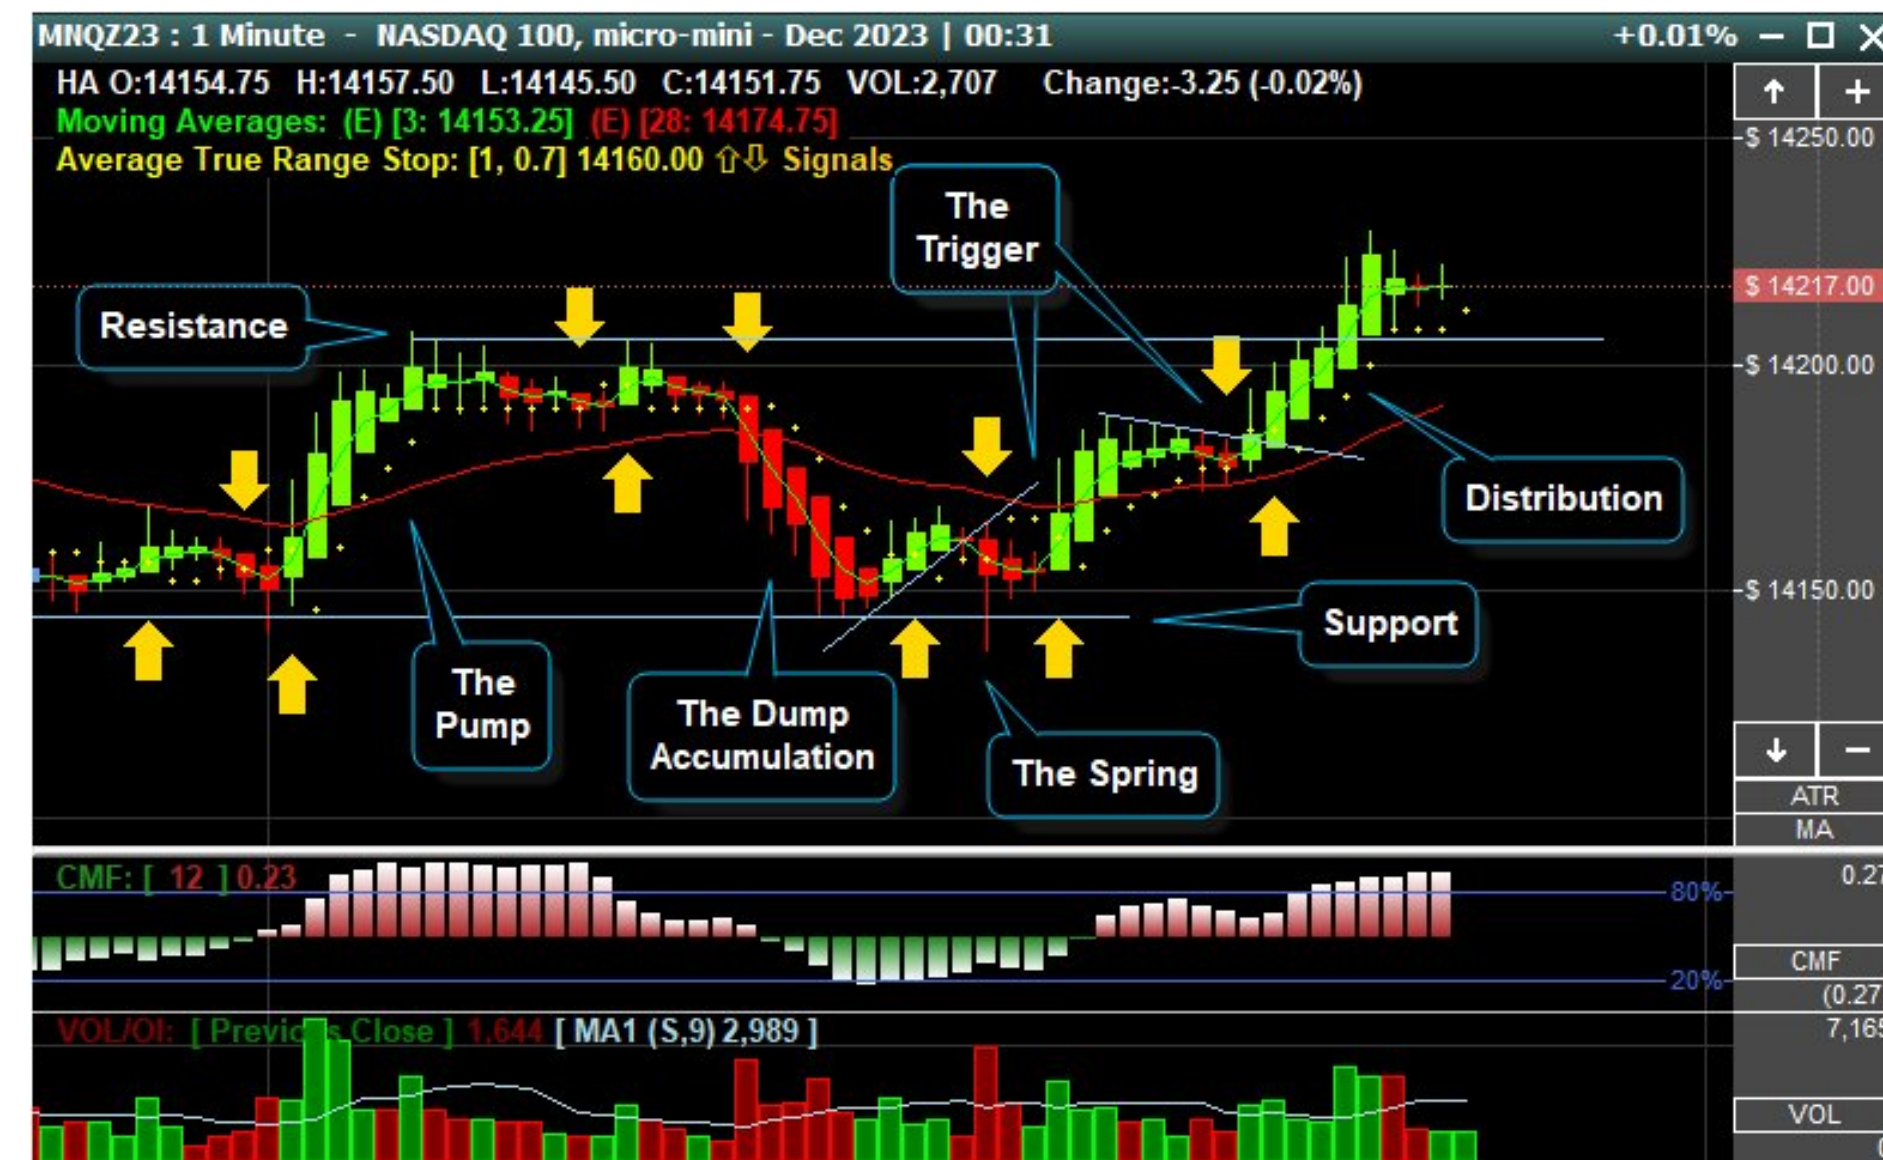 MNQZ23 : 1 Minute - NASDAQ 100, micro-mini - Dec 2023 | 00:31 +0.01%
HA O:14154.75 H:14157.50 L:14145.50 C:14151.75 VOL:2,707 Change:-3.25 (-0.02%)
Moving Averages: (E) [3: 14153.25] (E) [28: 14174.75]
Average True Range Stop: [1, 0.7] 14160.00 ⇧⇩ Signals
$ 14250.00
The
Trigger
$ 14217.00
Resistance
$ 14200.00
Distribution
$ 14150.00
Support
The
Pump
The Dump
Accumulation
The Spring
ATR
MA
CMF: [ 12 ] 0.23
80%
20%
CMF
VOL/OI: [ Previous Close ] 1,644 [ MA1 (S,9) 2,989 ]
VOL